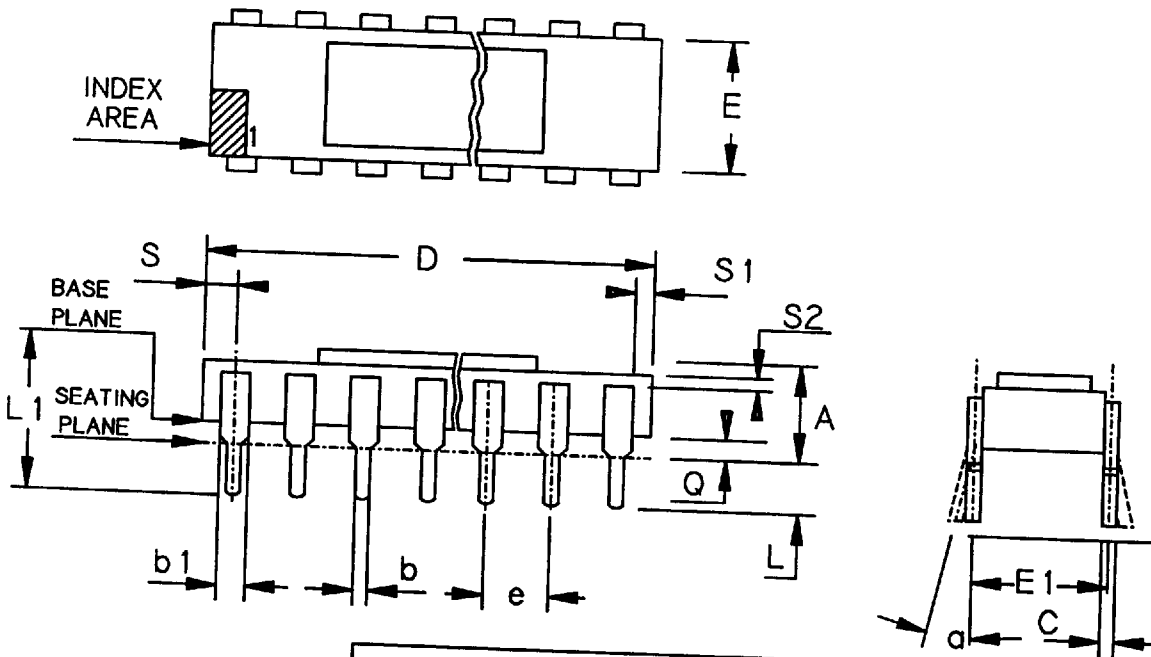 INDEX
AREA
1
E
S
D
S1
BASE
PLANE
S2
L1
SEATING
PLANE
A
Q
L
b1
b
e
E1
a
C